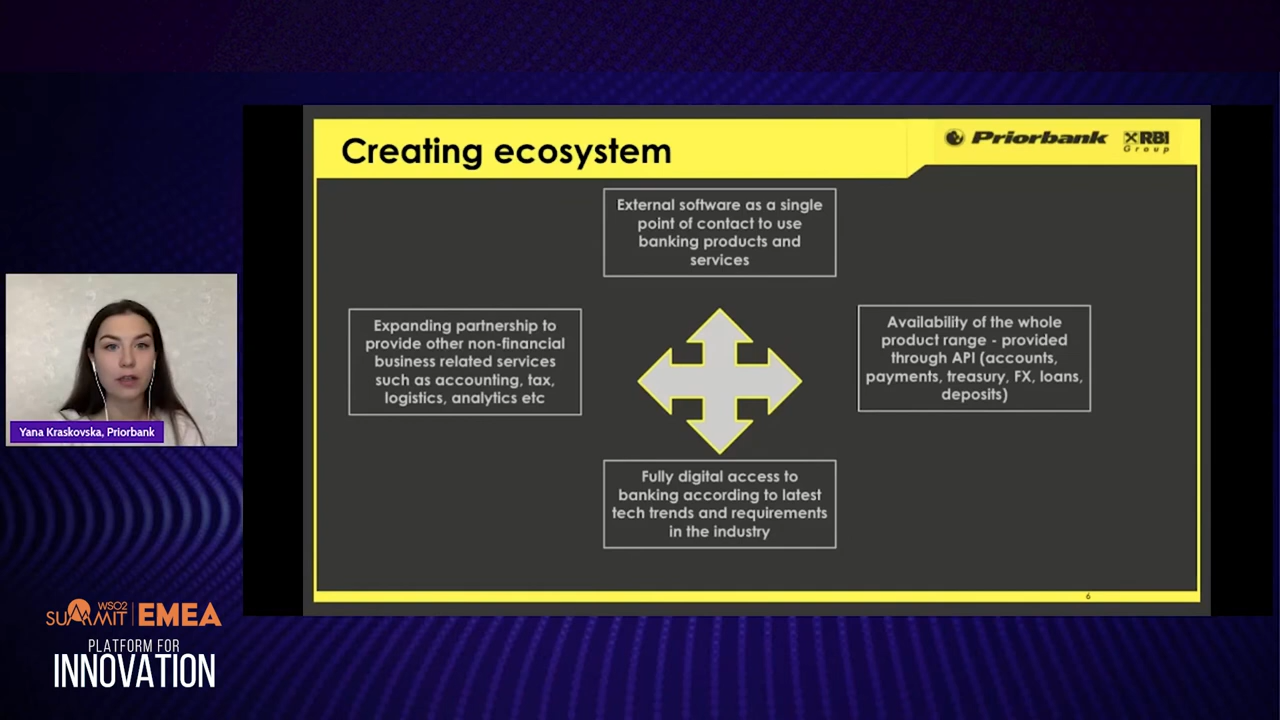 Creating ecosystem
Priorbank
RBI
Group
External software as a single
point of contact to use
banking products and
services
Expanding partnership to
provide other non-financial
business related services
such as accounting, tax,
logistics, analytics etc
Availability of the whole
product range - provided
through API (accounts,
payments, treasury, FX, loans,
deposits)
Fully digital access to
banking according to latest
tech trends and requirements
in the industry
6
Yana Kraskovska, Priorbank
WSO2
SUMMIT EMEA
PLATFORM FOR
INNOVATION